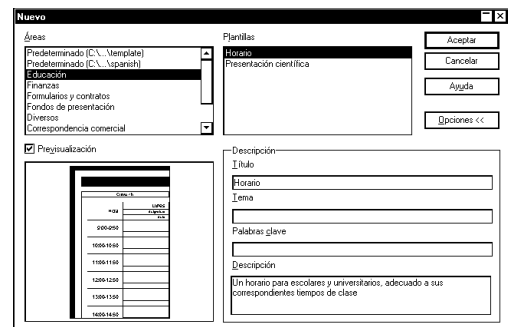 Nuevo
Áreas
Predeterminado (C:\...\template)
Predeterminado (C:\...\spanish)
Educación
Finanzas
Formularios y contratos
Fondos de presentación
Diversos
Correspondencia comercial
Plantillas
Horario
Presentación científica
Aceptar
Cancelar
Ayuda
Opciones <<
Previsualización
9:00-9:50
10:00-10:50
11:00-11:50
12:00-12:50
13:00-13:50
14:00-14:50
Descripción
Título
Horario
Tema
Palabras clave
Descripción
Un horario para escolares y universitarios, adecuado a sus
correspondientes tiempos de clase